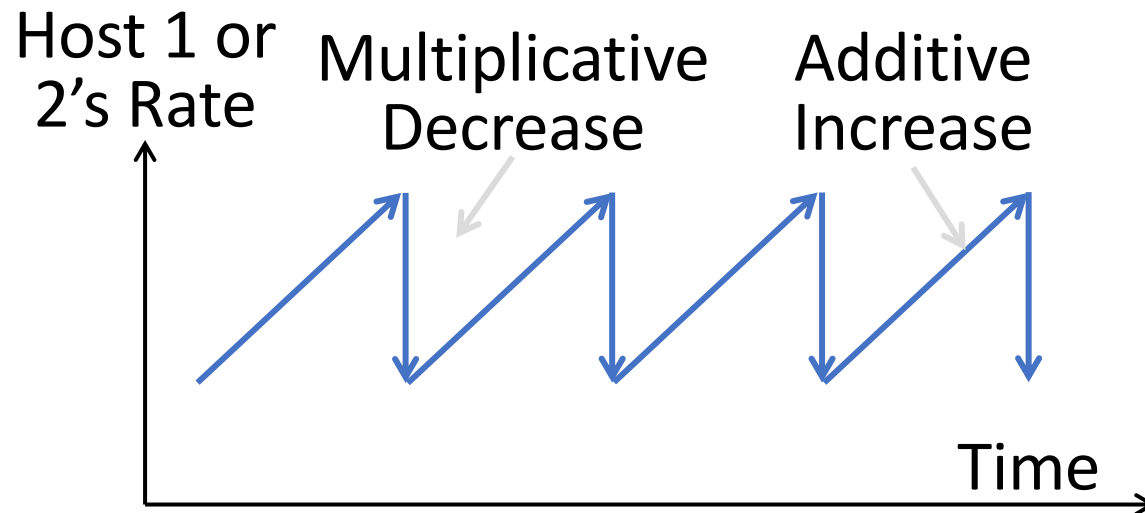 Host 1 or
2’s Rate
Multiplicative
Decrease
Additive
Increase
Time